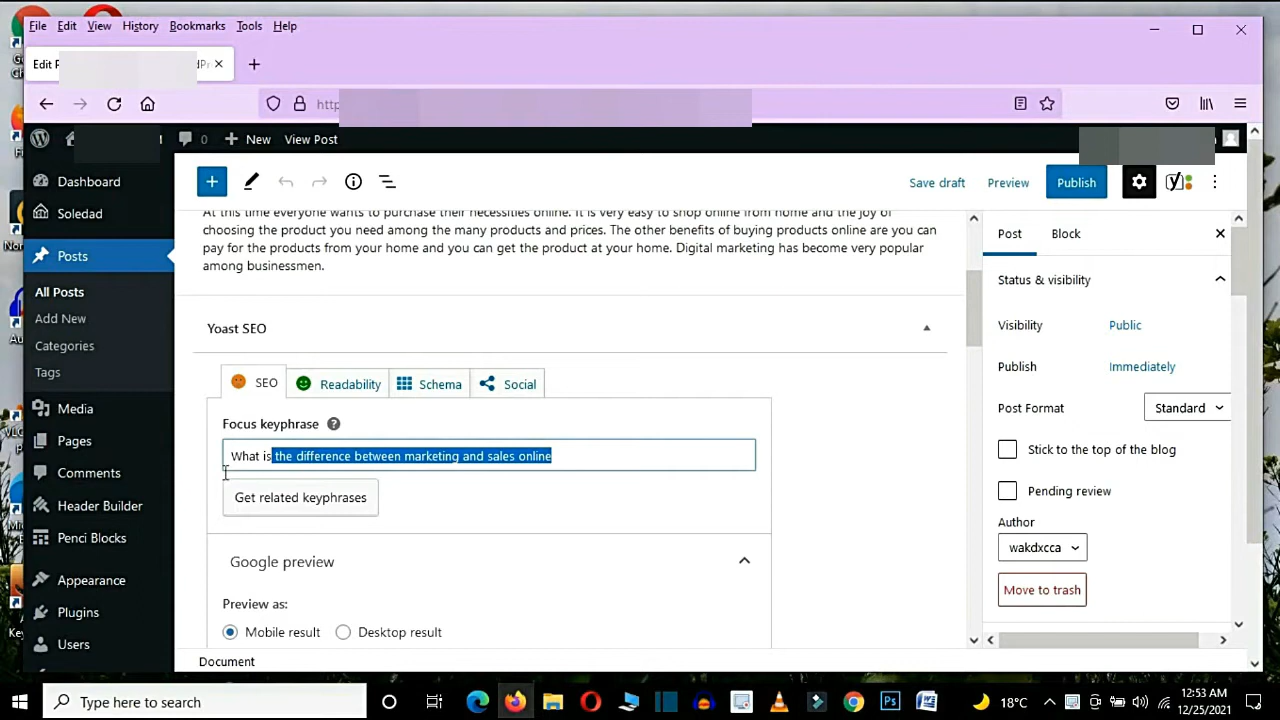 File Edit View History Bookmarks Tools Help
Edit P
http
0 New View Post
Dashboard
Soledad
Posts
All Posts
Add New
Categories
Tags
Media
Pages
Comments
Header Builder
Penci Blocks
Appearance
Plugins
Users
Save draft Preview Publish
At this time everyone wants to purchase their necessities online. It is very easy to shop online from home and the joy of
choosing the product you need among the many products and prices. The other benefits of buying products online are you can
pay for the products from your home and you can get the product at your home. Digital marketing has become very popular
among businessmen.
Yoast SEO
SEO Readability Schema Social
Focus keyphrase
What is the difference between marketing and sales online
Get related keyphrases
Google preview
Preview as:
Mobile result Desktop result
Document
Post Block
Status & visibility
Visibility Public
Publish Immediately
Post Format Standard
Stick to the top of the blog
Pending review
Author
wakdxcca
Move to trash
Type here to search
18°C
12:53 AM
12/25/2021